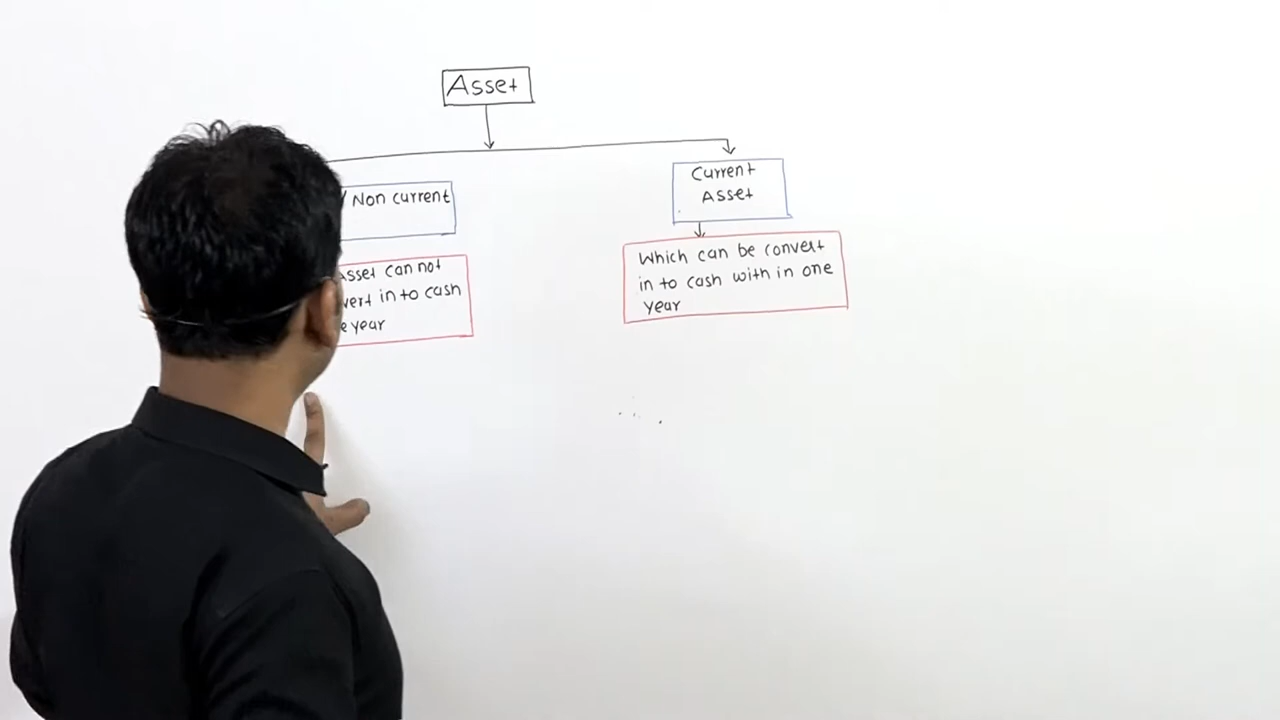 Asset
/ Non current
Asset can not
in to cash
year
Current
Asset
Which can be convert
in to cash with in one
year